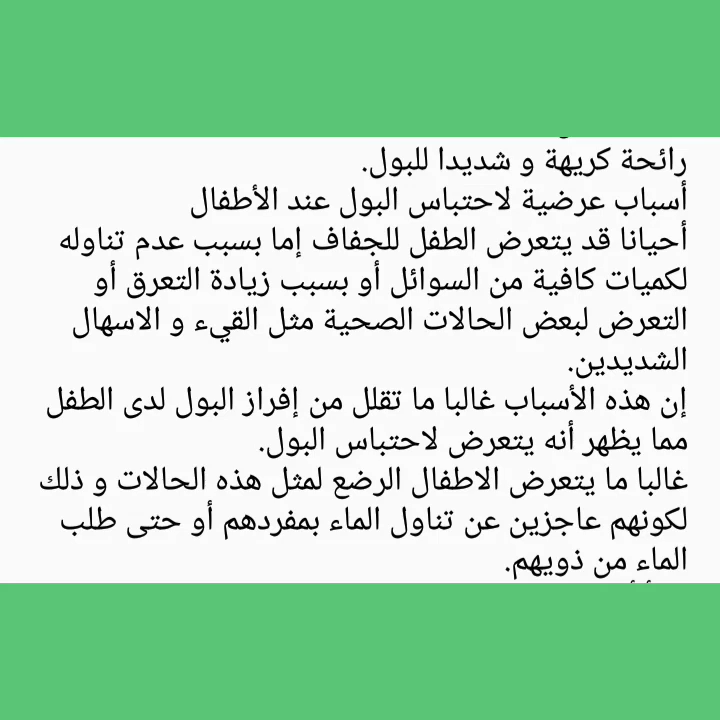 رائحة كريهة و شديدا للبول.
أسباب عرضية لاحتباس البول عند الأطفال
أحيانا قد يتعرض الطفل للجفاف إما بسبب عدم تناوله
لكميات كافية من السوائل أو بسبب زيادة التعرق أو
التعرض لبعض الحالات الصحية مثل القيء و الاسهال
الشديدين.
إن هذه الأسباب غالبا ما تقلل من إفراز البول لدى الطفل
مما يظهر أنه يتعرض لاحتباس البول.
غالبا ما يتعرض الاطفال الرضع لمثل هذه الحالات و ذلك
لكونهم عاجزين عن تناول الماء بمفردهم أو حتى طلب
الماء من ذويهم.